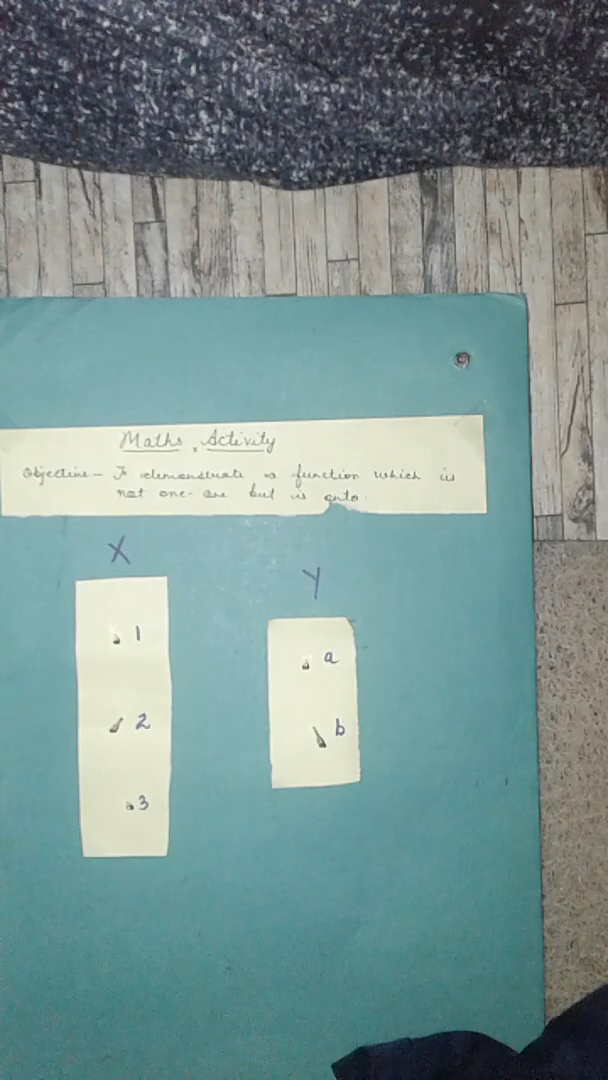 Maths Activity
Objective - To demonstrate a function which is
not one-one but is onto.
X
Y
1
a
2
b
3